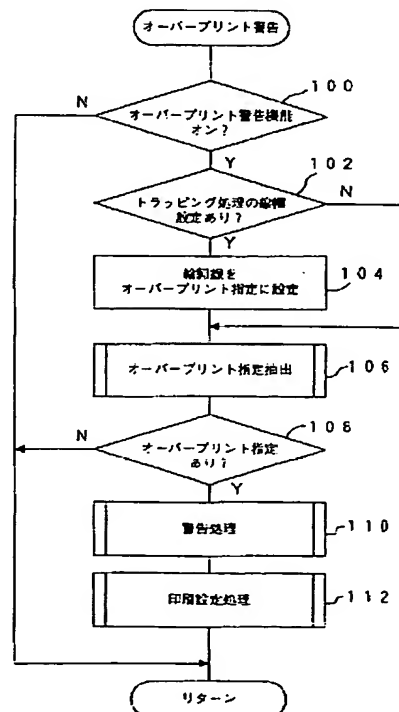 オーバープリント警告
100
N
オーバープリント警告機能
オン?
Y
102
トラッピング処理の線幅
設定あり?
N
Y
輪郭線を
オーバープリント指定に設定
104
オーバープリント指定抽出
106
108
N
オーバープリント指定
あり?
Y
警告処理
110
印刷設定処理
112
リターン